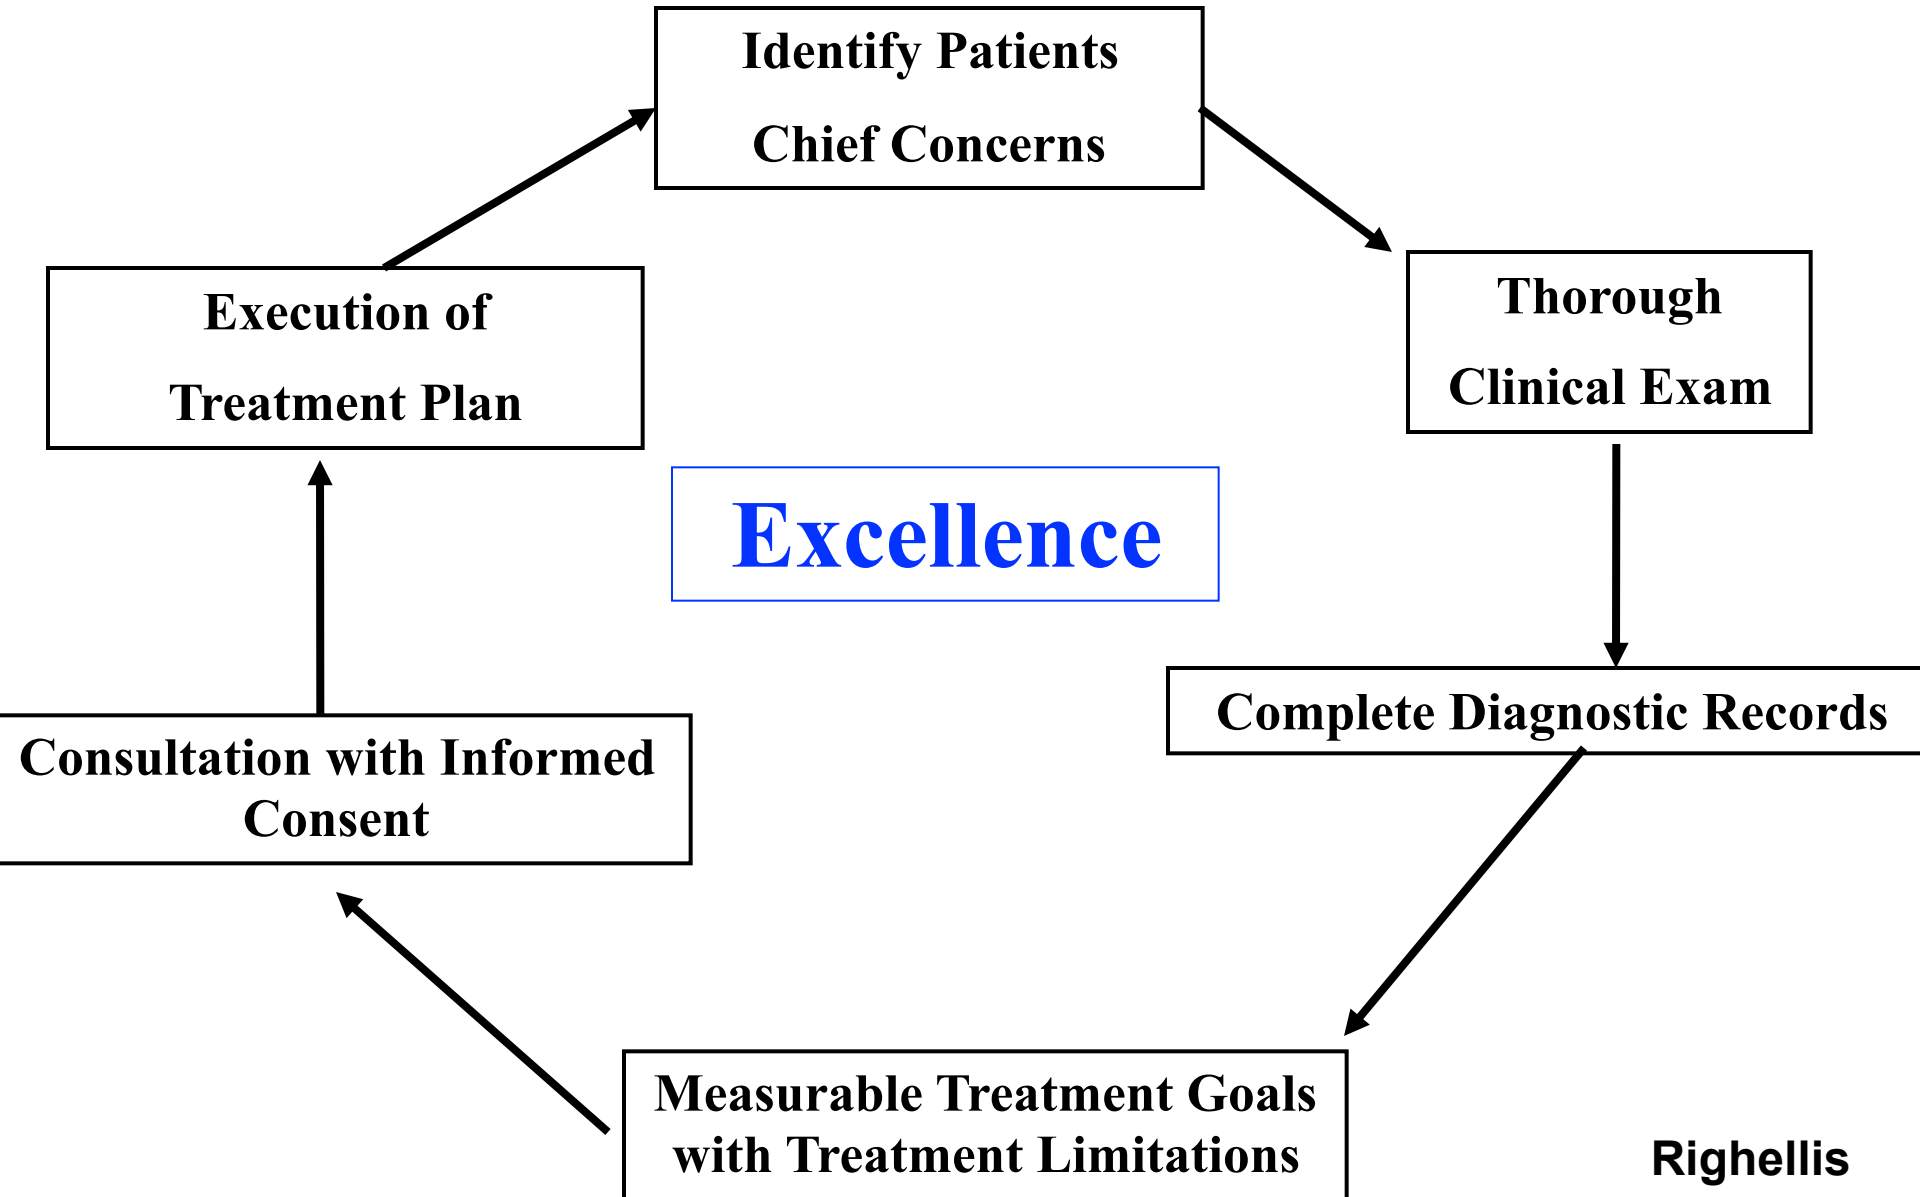 Identify Patients
Chief Concerns
Execution of
Treatment Plan
Thorough
Clinical Exam
Excellence
Complete Diagnostic Records
Consultation with Informed
Consent
Measurable Treatment Goals
with Treatment Limitations
Righellis